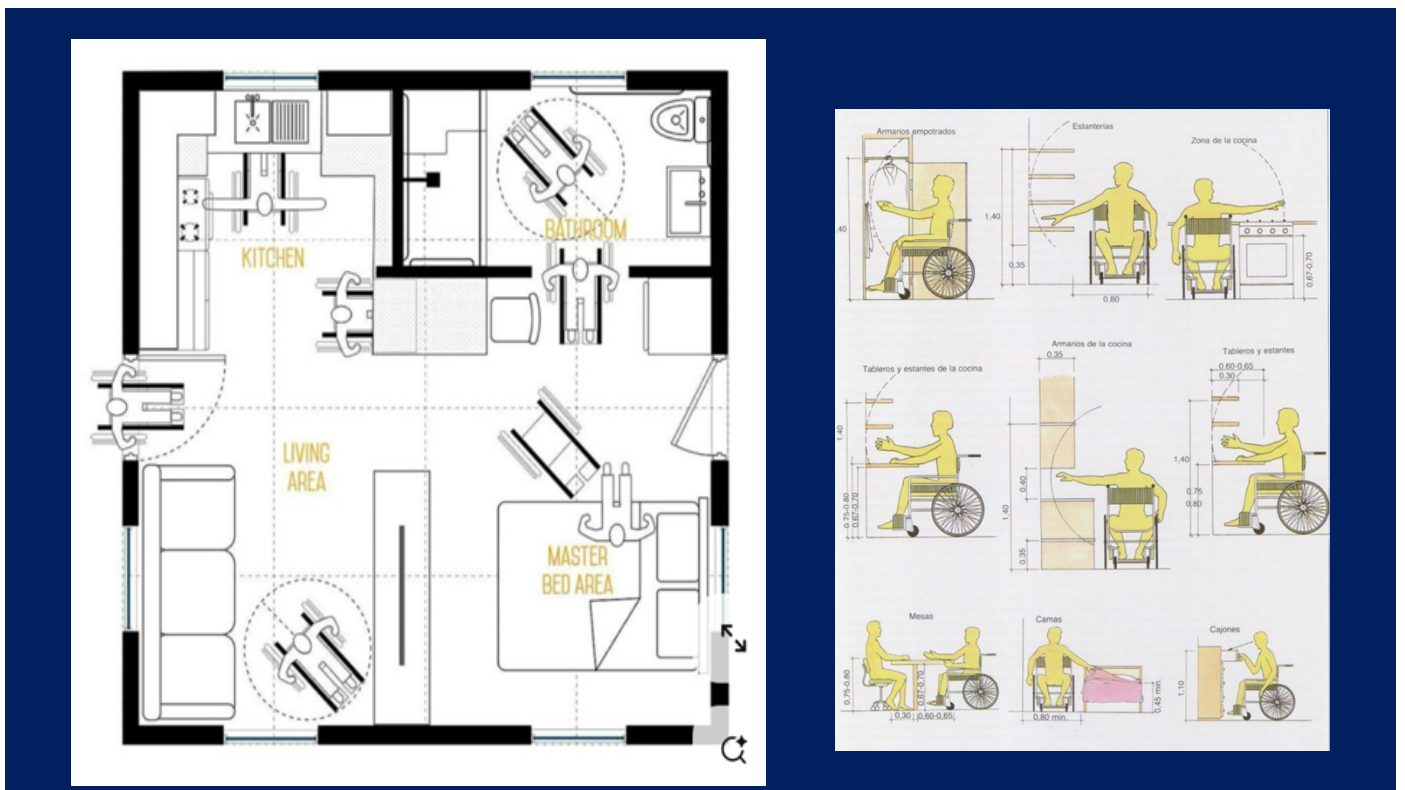 KITCHEN
BATHROOM
LIVING
AREA
MASTER
BED AREA
Armarios empotrados
Estanterías
Zona de la cocina
,40
1,40
0,35
0,80
0,67-0,70
Tableros y estantes de la cocina
1,40
0,75-0,80
0,67-0,70
Armarios de la cocina
0,35
0,40
1,40
0,35
Tableros y estantes
0,60-0,65
0,30
1,40
0,75
0,80
Mesas
0,75-0,80
0,67-0,70
0,30
0,60-0,65
Camas
0,80 min.
0,45 min.
Cajones
1,10